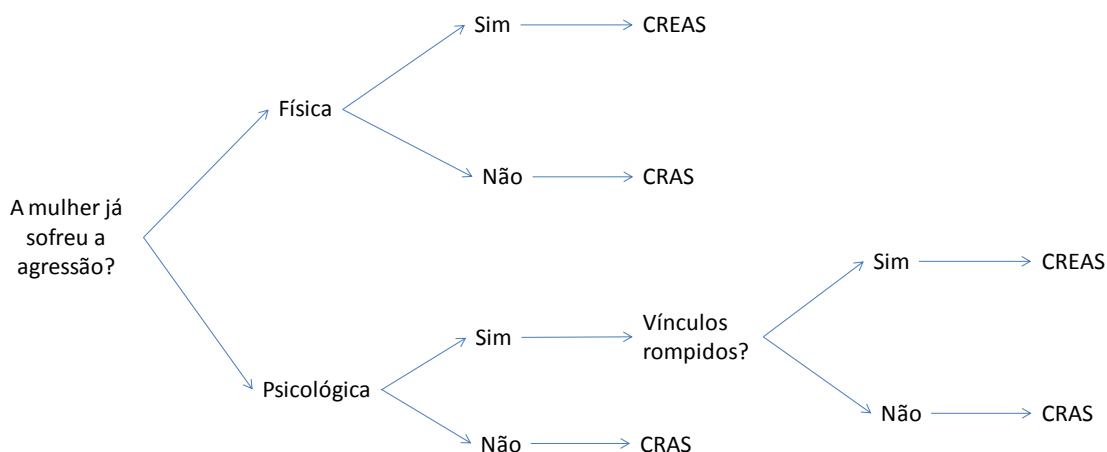 Sim
CREAS
Física
Não
CRAS
A mulher já
sofreu a
agressão?
Sim
CREAS
Sim
Vínculos
rompidos?
Psicológica
Não
CRAS
Não
CRAS